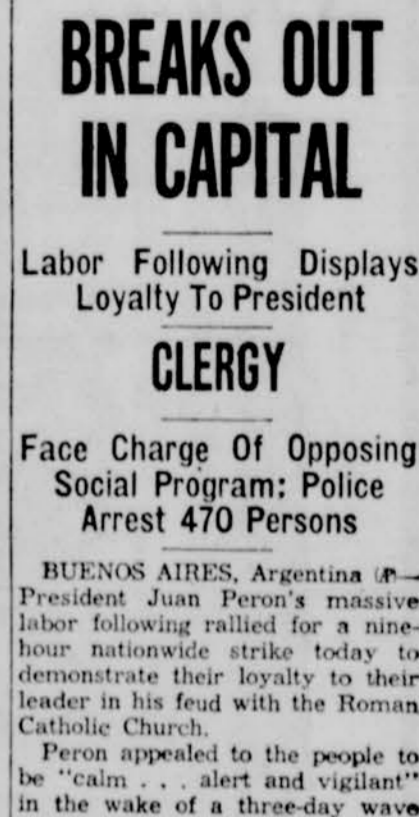 BREAKS OUT
IN CAPITAL
Labor Following Displays
Loyalty To President
CLERGY
Face Charge Of Opposing
Social Program: Police
Arrest 470 Persons
BUENOS AIRES, Argentina (AP—
President Juan Peron's massive
labor following rallied for a nine-
hour nationwide strike today to
demonstrate their loyalty to their
leader in his feud with the Roman
Catholic Church.
Peron appealed to the people to
be "calm . . . alert and vigilant"
in the wake of a three-day wave